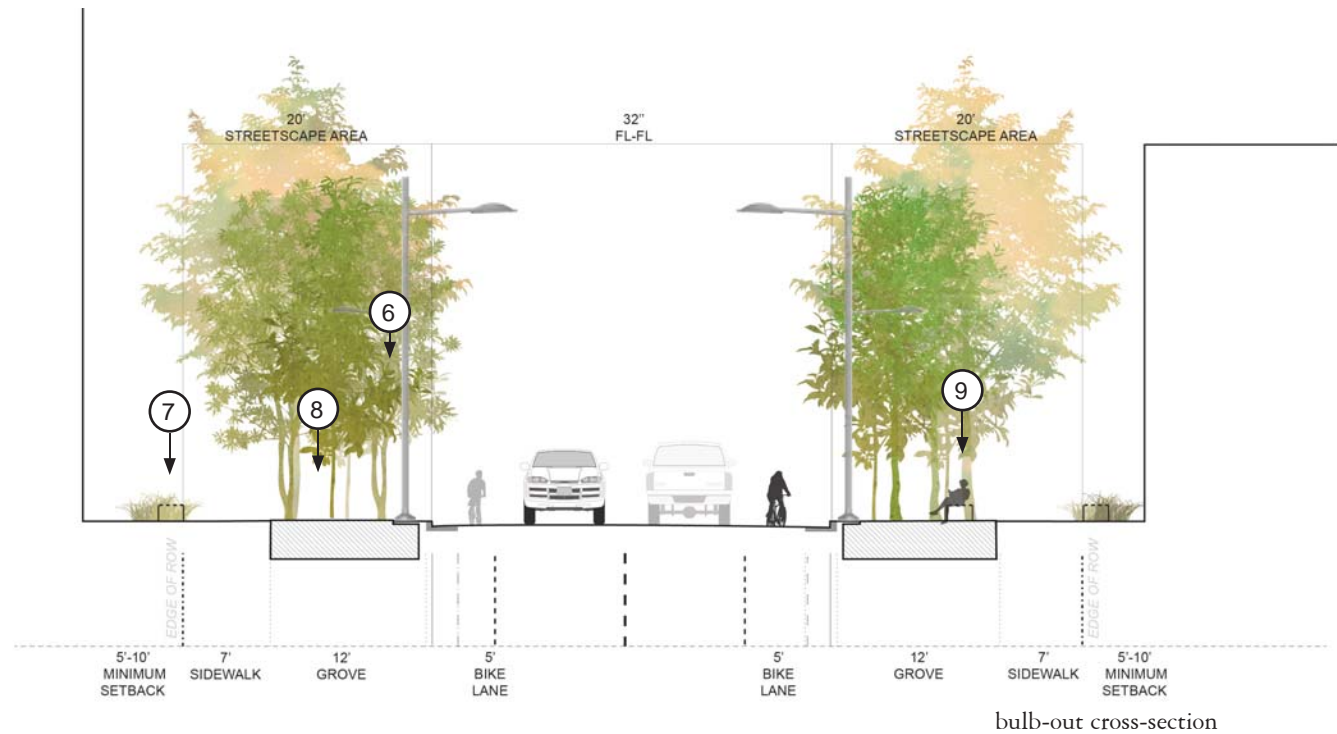 20'
STREETSCAPE AREA
32"
FL-FL
20'
STREETSCAPE AREA
6
7
8
9
EDGE OF ROW
EDGE OF ROW
5'-10'
MINIMUM
SETBACK
7'
SIDEWALK
12'
GROVE
5'
BIKE
LANE
5'
BIKE
LANE
12'
GROVE
7'
SIDEWALK
5'-10'
MINIMUM
SETBACK
bulb-out cross-section